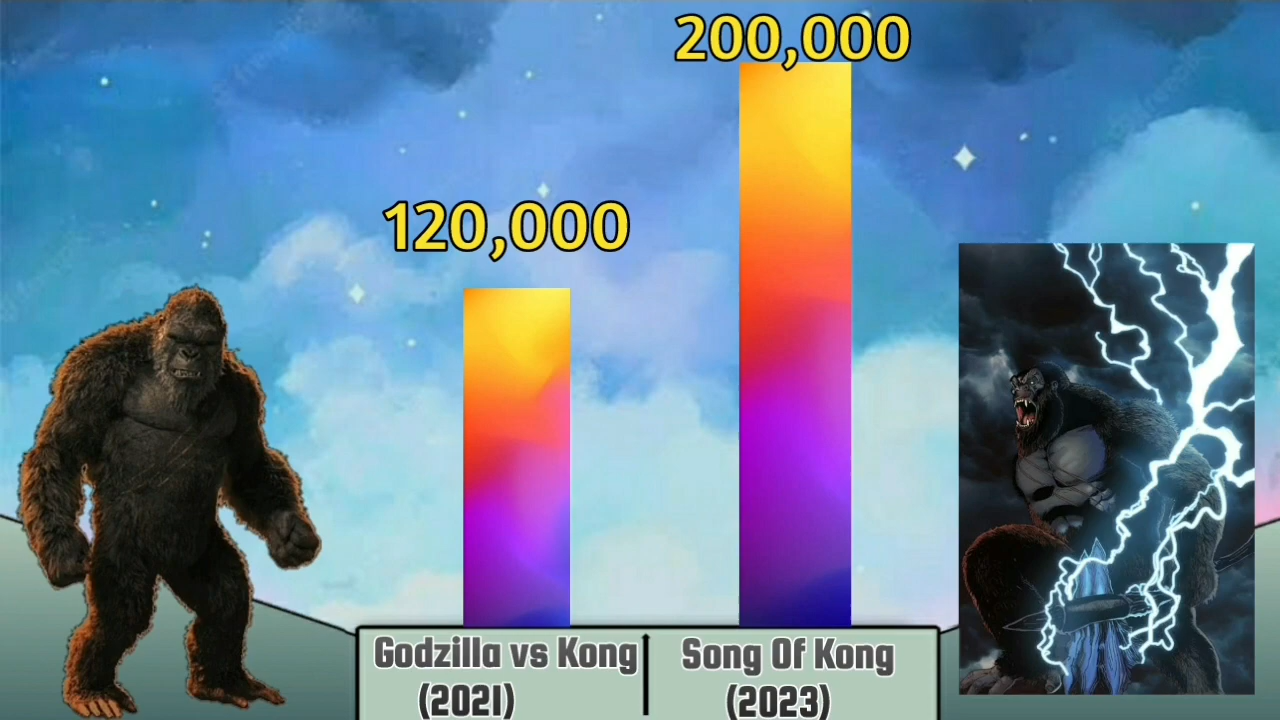 200,000
120,000
Godzilla vs Kong
(2021)
Song Of Kong
(2023)